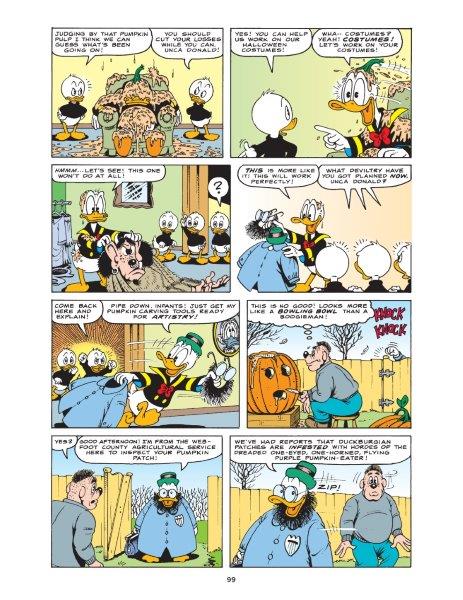 JUDGING BY THAT PUMPKIN
PULP I THINK WE CAN
GUESS WHAT'S BEEN
GOING ON!
YOU SHOULD
CUT YOUR LOSSES
WHILE YOU CAN,
UNCA DONALD!
YES! YOU CAN HELP
US WORK ON OUR
HALLOWEEN
COSTUMES!
WHA-- COSTUMES?
YEAH! COSTUMES!
LET'S WORK ON YOUR
COSTUMES!
HMMM...LET'S SEE! THIS ONE
WON'T DO AT ALL!
?
THIS IS MORE LIKE
IT! THIS WILL WORK
PERFECTLY!
WHAT DEVILTRY HAVE
YOU GOT PLANNED NOW,
UNCA DONALD?
COME BACK
HERE AND
EXPLAIN!
PIPE DOWN, INFANTS! JUST GET MY
PUMPKIN CARVING TOOLS READY
FOR ARTISTRY!
THIS IS NO GOOD! LOOKS MORE
LIKE A BOWLING BOWL THAN A
BOOGIEMAN!
KNOCK
KNOCK
YES?
GOOD AFTERNOON! I'M FROM THE WEB-
FOOT COUNTY AGRICULTURAL SERVICE
HERE TO INSPECT YOUR PUMPKIN
PATCH!
WE'VE HAD REPORTS THAT DUCKBURGIAN
PATCHES ARE INFESTED WITH HORDES OF THE
DREADED ONE-EYED, ONE-HORNED, FLYING
PURPLE PUMPKIN-EATER!
ZIP!
99